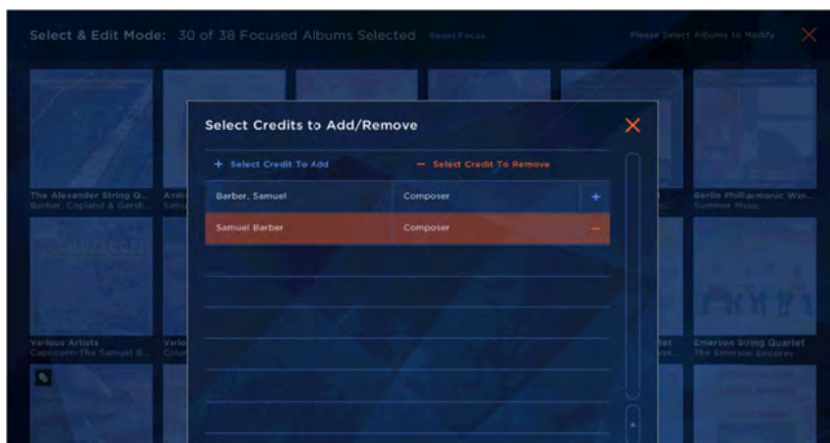 Select & Edit Mode: 30 of 38 Focused Albums Selected Reset Focus Please Select Albums to Modify
Select Credits to Add/Remove
+ Select Credit To Add − Select Credit To Remove
Barber, Samuel Composer +
Samuel Barber Composer −
The Alexander String Q...
Barber, Copland & Gersh...
Berlin Philharmonic Win...
Summer Music
Various Artists
Capricorn-The Samuel B...
Emerson String Quartet
The Emerson Encores